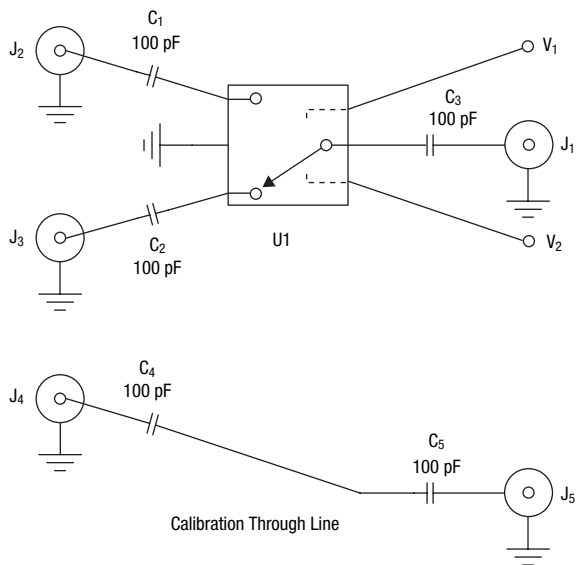 C1
100 pF
J2
V1
C3
100 pF
J1
J3
C2
100 pF
U1
V2
C4
100 pF
J4
C5
100 pF
J5
Calibration Through Line